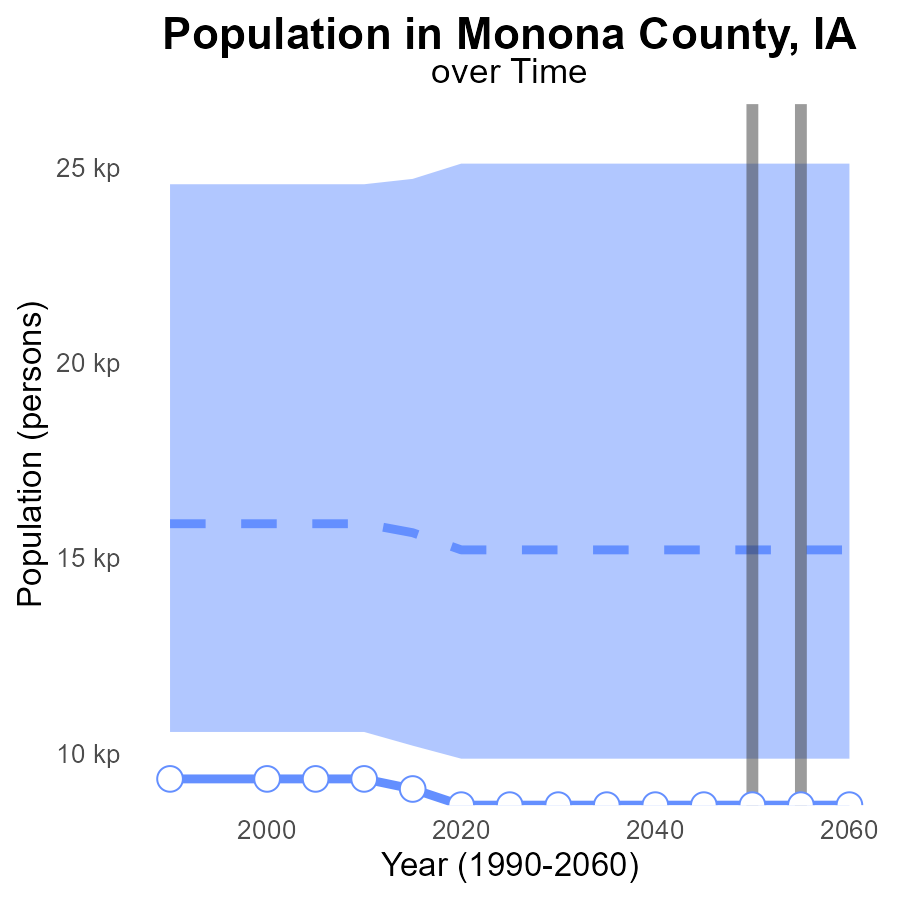 Population in Monona County, IA
over Time
25 kp
20 kp
15 kp
10 kp
Population (persons)
2000
2020
2040
2060
Year (1990-2060)